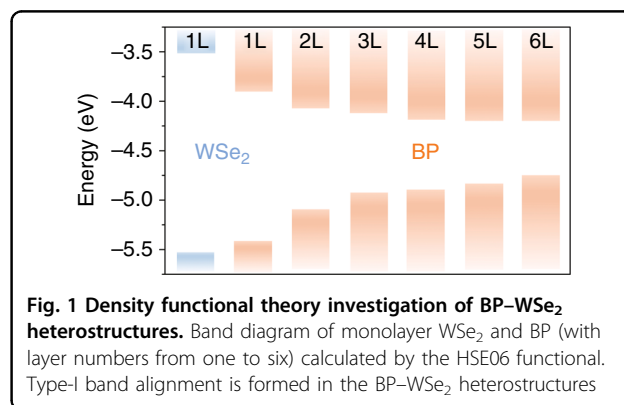 1L 1L 2L 3L 4L 5L 6L
−3.5
−4.0
−4.5
−5.0
−5.5
Energy (eV)
WSe₂ BP
Fig. 1 Density functional theory investigation of BP–WSe₂
heterostructures. Band diagram of monolayer WSe₂ and BP (with
layer numbers from one to six) calculated by the HSE06 functional.
Type-I band alignment is formed in the BP–WSe₂ heterostructures